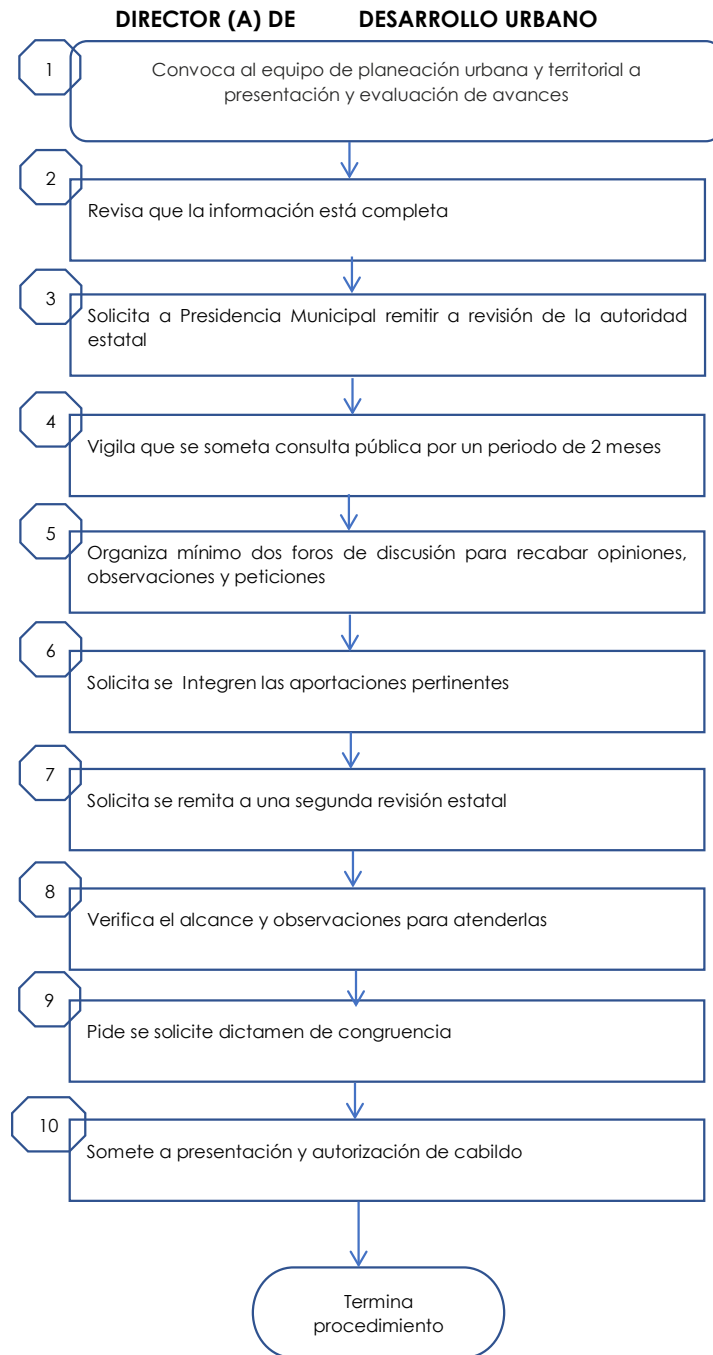 DIRECTOR (A) DE DESARROLLO URBANO
1
Convoca al equipo de planeación urbana y territorial a
presentación y evaluación de avances
2
Revisa que la información está completa
3
Solicita a Presidencia Municipal remitir a revisión de la autoridad
estatal
4
Vigila que se someta consulta pública por un periodo de 2 meses
5
Organiza mínimo dos foros de discusión para recabar opiniones,
observaciones y peticiones
6
Solicita se Integren las aportaciones pertinentes
7
Solicita se remita a una segunda revisión estatal
8
Verifica el alcance y observaciones para atenderlas
9
Pide se solicite dictamen de congruencia
10
Somete a presentación y autorización de cabildo
Termina
procedimiento